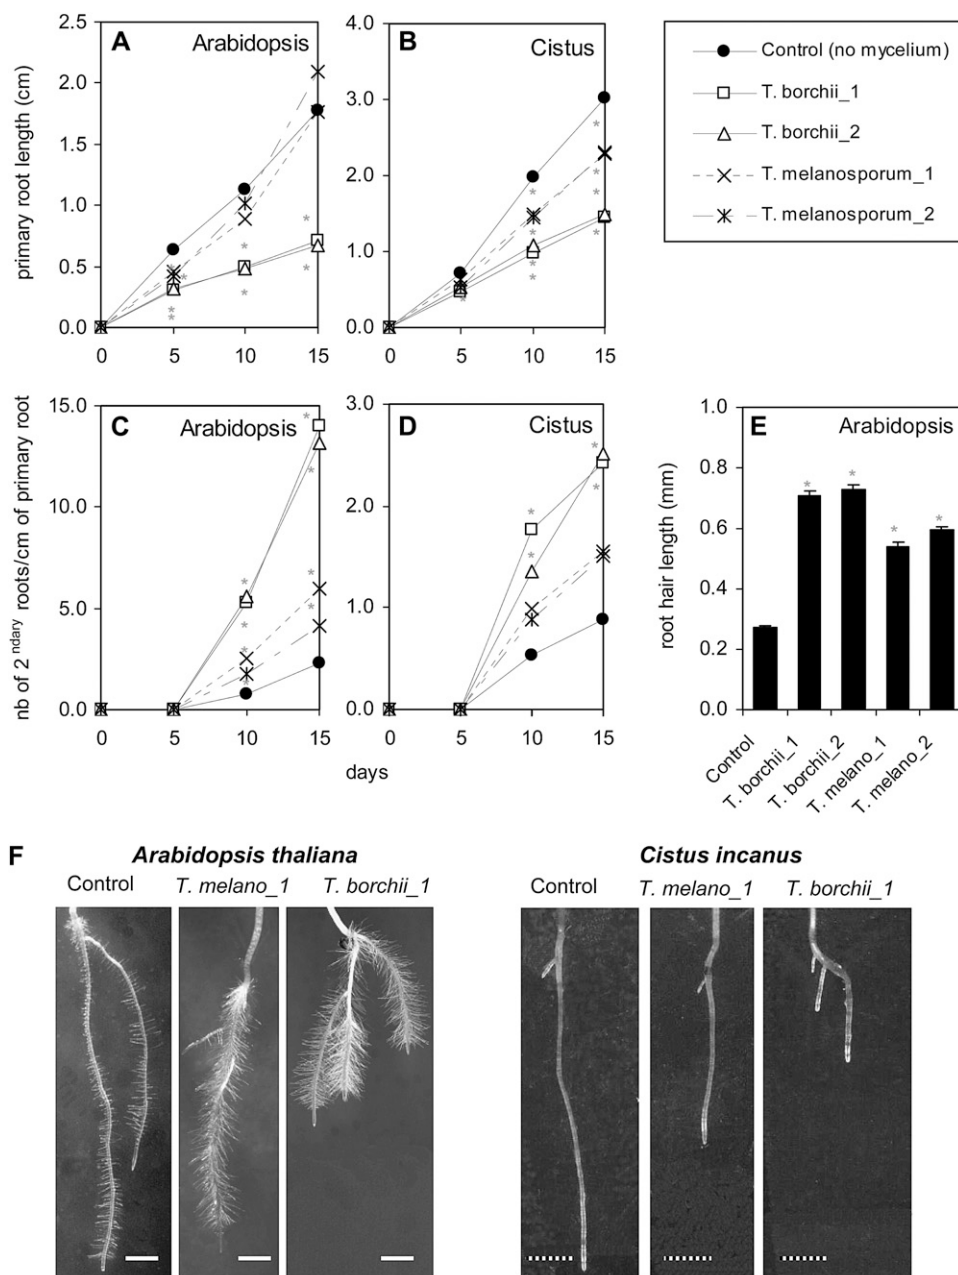 A Arabidopsis
primary root length (cm)
2.5
2.0
1.5
1.0
0.5
0.0
0 5 10 15
B Cistus
4.0
3.0
2.0
1.0
0.0
0 5 10 15
Control (no mycelium)
T. borchii_1
T. borchii_2
T. melanosporum_1
T. melanosporum_2
C Arabidopsis
nb of 2 ndary roots/cm of primary root
15.0
10.0
5.0
0.0
0 5 10 15
D Cistus
3.0
2.0
1.0
0.0
0 5 10 15
days
E Arabidopsis
root hair length (mm)
1.0
0.8
0.6
0.4
0.2
0.0
Control
T. borchii_1
T. borchii_2
T. melano_1
T. melano_2
F
Arabidopsis thaliana
Control T. melano_1 T. borchii_1
Cistus incanus
Control T. melano_1 T. borchii_1